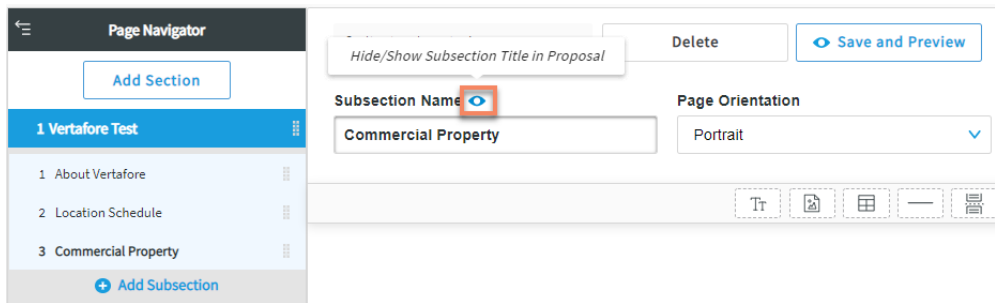 Page Navigator
Add Section
1 Vertafore Test
1 About Vertafore
2 Location Schedule
3 Commercial Property
Add Subsection
Delete
Save and Preview
Hide/Show Subsection Title in Proposal
Subsection Name
Page Orientation
Commercial Property
Portrait
TT